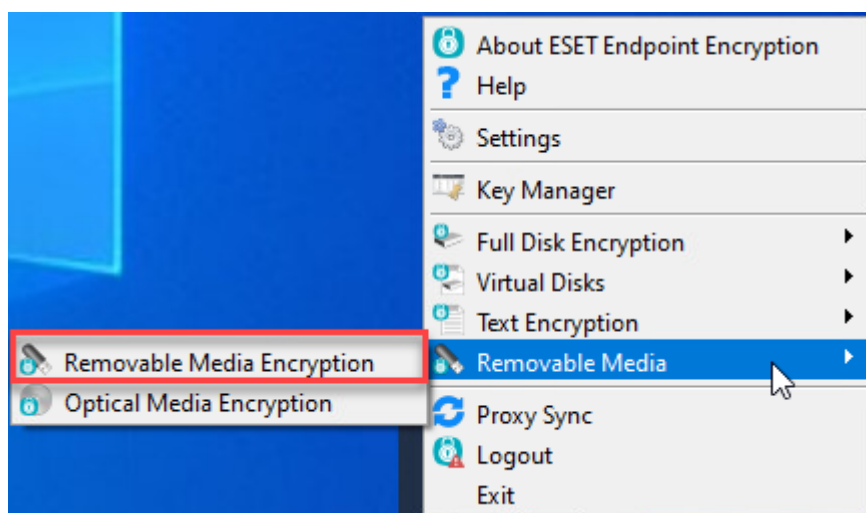 About ESET Endpoint Encryption
Help
Settings
Key Manager
Full Disk Encryption
Virtual Disks
Text Encryption
Removable Media
Removable Media Encryption
Optical Media Encryption
Proxy Sync
Logout
Exit